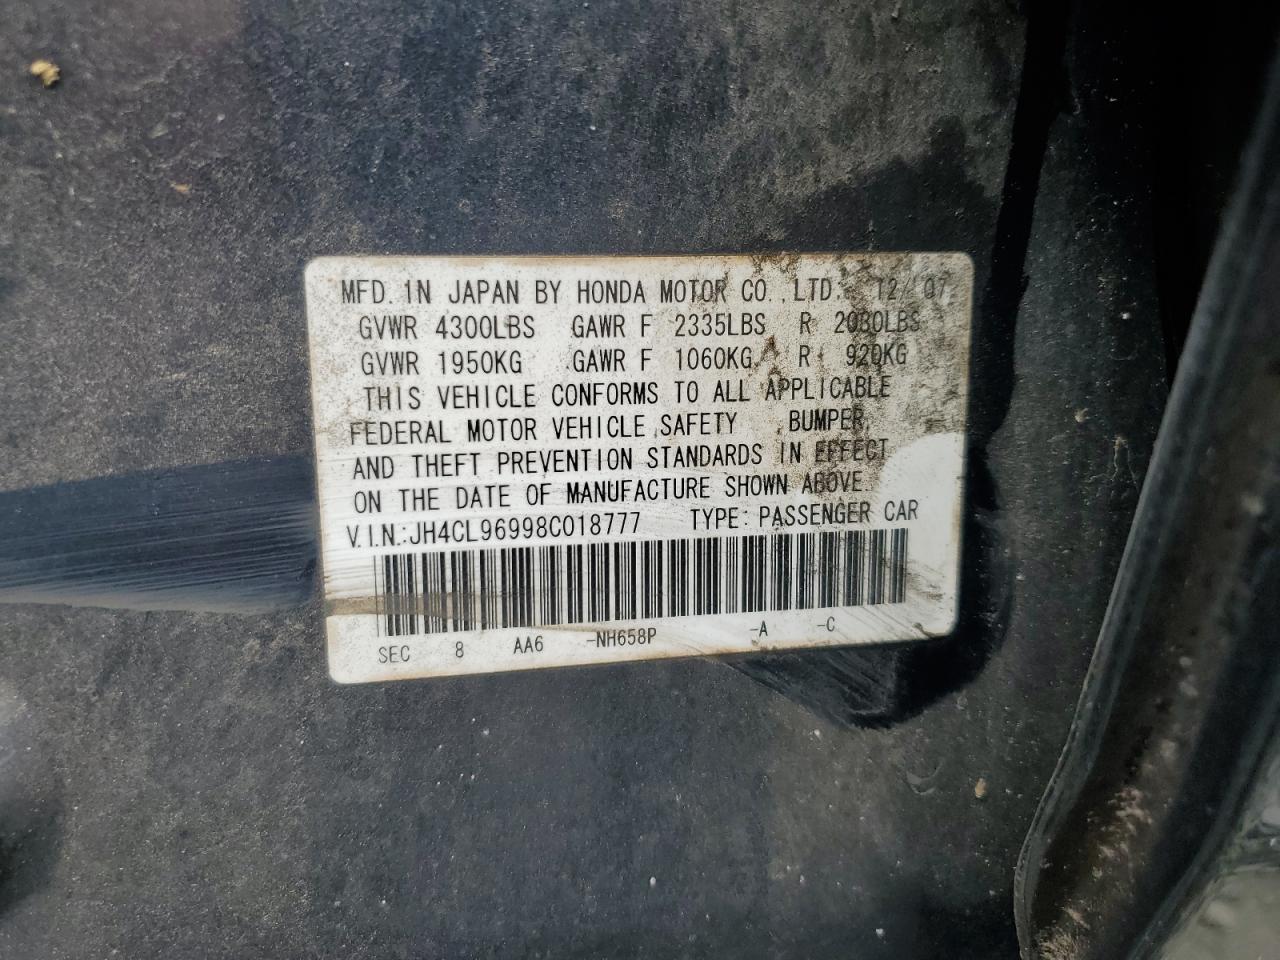 MFD. IN JAPAN BY HONDA MOTOR CO., LTD. 12/ 07
GVWR 4300LBS GAWR F 2335LBS R 2030LBS
GVWR 1950KG GAWR F 1060KG R 920KG
THIS VEHICLE CONFORMS TO ALL APPLICABLE
FEDERAL MOTOR VEHICLE SAFETY , BUMPER,
AND THEFT PREVENTION STANDARDS IN EFFECT
ON THE DATE OF MANUFACTURE SHOWN ABOVE.
V.I.N.:JH4CL96998C018777 TYPE: PASSENGER CAR
SEC 8 AA6 -NH658P -A -C